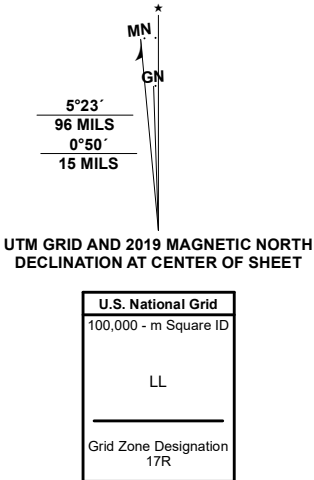 ★
MN
GN
5°23´
96 MILS
0°50´
15 MILS
UTM GRID AND 2019 MAGNETIC NORTH
DECLINATION AT CENTER OF SHEET
U.S. National Grid
100,000 - m Square ID
LL
Grid Zone Designation
17R